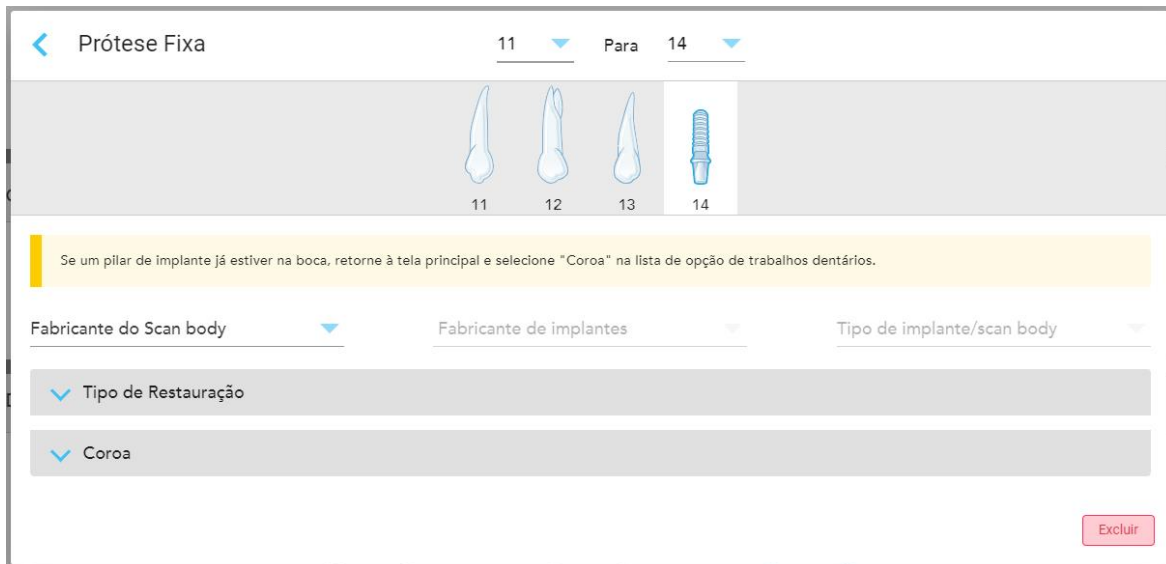 Prótese Fixa
11 Para 14
11 12 13 14
Se um pilar de implante já estiver na boca, retorne à tela principal e selecione "Coroa" na lista de opção de trabalhos dentários.
Fabricante do Scan body Fabricante de implantes Tipo de implante/scan body
Tipo de Restauração
Coroa
Excluir